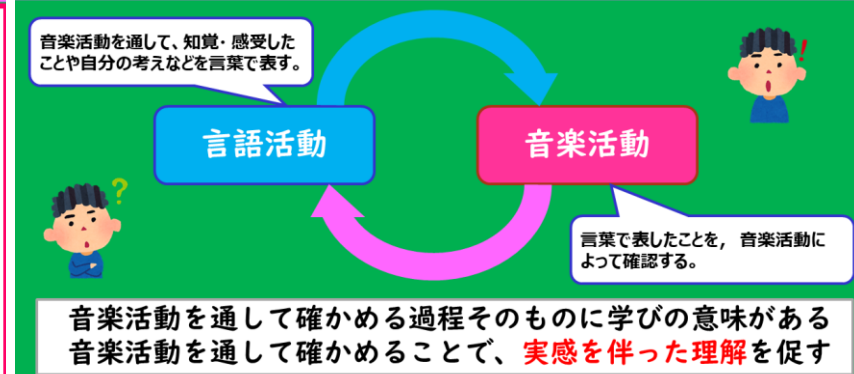 音楽活動を通して、知覚・感受した
ことや自分の考えなどを言葉で表す。
!
言語活動
音楽活動
?
言葉で表したことを, 音楽活動に
よって確認する。
音楽活動を通して確かめる過程そのものに学びの意味がある
音楽活動を通して確かめることで、実感を伴った理解を促す